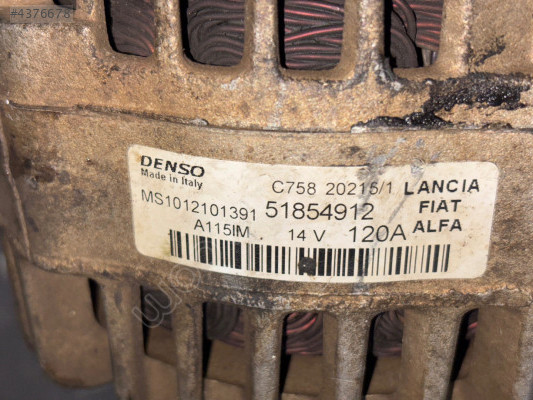 #4376678
DENSO
Made in Italy
C758 20215/1 LANCIA
MS1012101391 51854912 FIAT
A115IM 14 V 120A ALFA